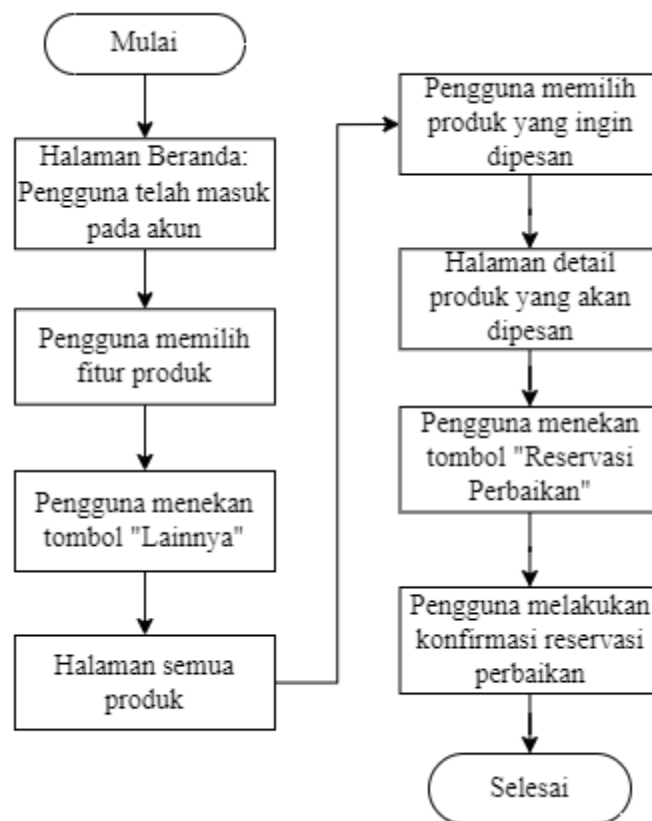 Mulai
Halaman Beranda:
Pengguna telah masuk
pada akun
Pengguna memilih
fitur produk
Pengguna menekan
tombol "Lainnya"
Halaman semua
produk
Pengguna memilih
produk yang ingin
dipesan
Halaman detail
produk yang akan
dipesan
Pengguna menekan
tombol "Reservasi
Perbaikan"
Pengguna melakukan
konfirmasi reservasi
perbaikan
Selesai